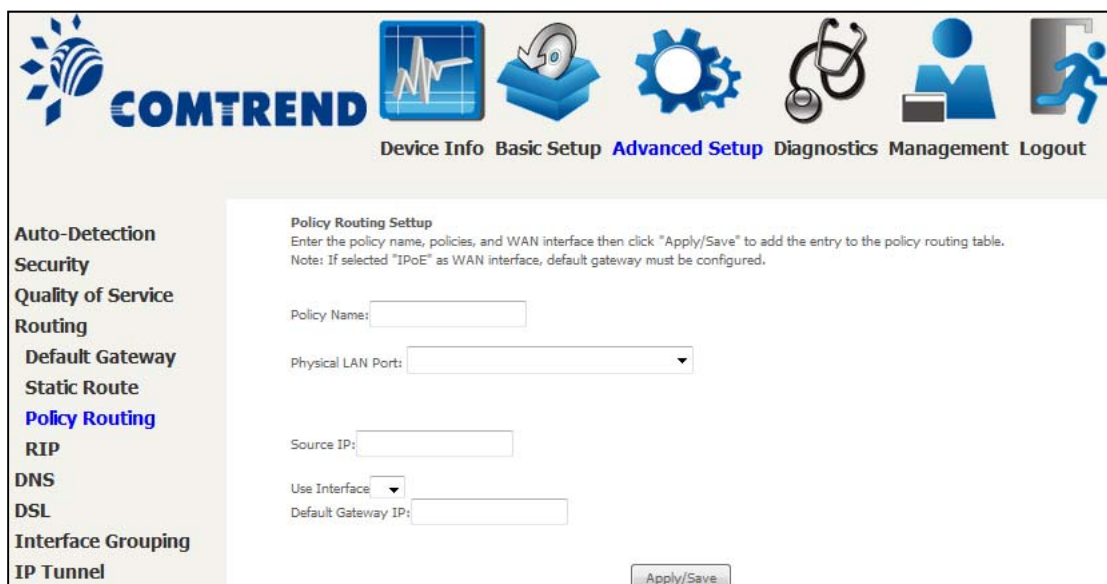 COMTREND
Device Info Basic Setup Advanced Setup Diagnostics Management Logout
Auto-Detection
Security
Quality of Service
Routing
Default Gateway
Static Route
Policy Routing
RIP
DNS
DSL
Interface Grouping
IP Tunnel
Policy Routing Setup
Enter the policy name, policies, and WAN interface then click "Apply/Save" to add the entry to the policy routing table.
Note: If selected "IPoE" as WAN interface, default gateway must be configured.
Policy Name:
Physical LAN Port:
Source IP:
Use Interface
Default Gateway IP:
Apply/Save